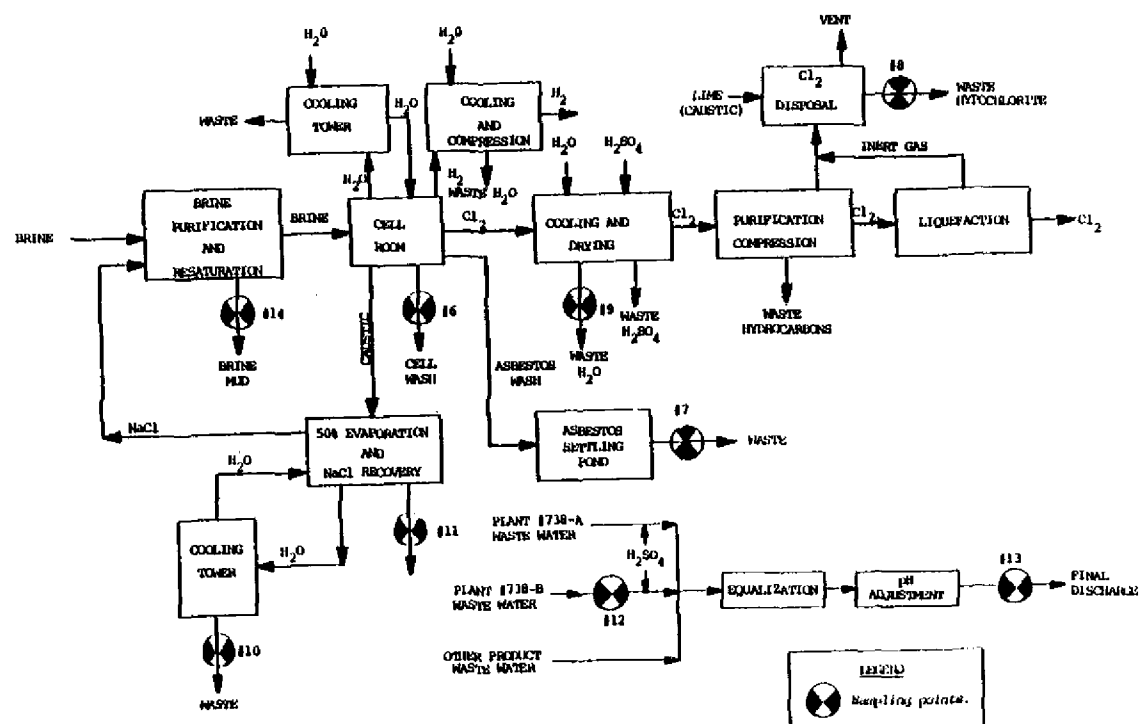 VENT
H2O
H2O
#8
Cl2
DISPOSAL
LIME
(CAUSTIC)
WASTE
HYPOCHLORITE
COOLING
TOWER
WASTE
H2O
COOLING
AND
COMPRESSION
H2
H2O
H2SO4
INERT GAS
H2O
H2
WASTE H2O
BRINE
BRINE
PURIFICATION
AND
RESATURATION
BRINE
CELL
ROOM
Cl2
COOLING AND
DRYING
Cl2
PURIFICATION
COMPRESSION
Cl2
LIQUEFACTION
Cl2
#14
#6
#9
WASTE
H2SO4
WASTE
HYDROCARBONS
BRINE
MUD
CAUSTIC
CELL
WASH
ASBESTOS
WASH
WASTE
H2O
NaCl
50% EVAPORATION
AND
NaCl RECOVERY
ASBESTOS
SETTLING
POND
#7
WASTE
H2O
COOLING
TOWER
H2O
#11
#10
WASTE
PLANT #738-A
WASTE WATER
H2SO4
PLANT #738-B
WASTE WATER
#12
EQUALIZATION
pH
ADJUSTMENT
#13
FINAL
DISCHARGE
OTHER PRODUCT
WASTE WATER
LEGEND
Sampling points.